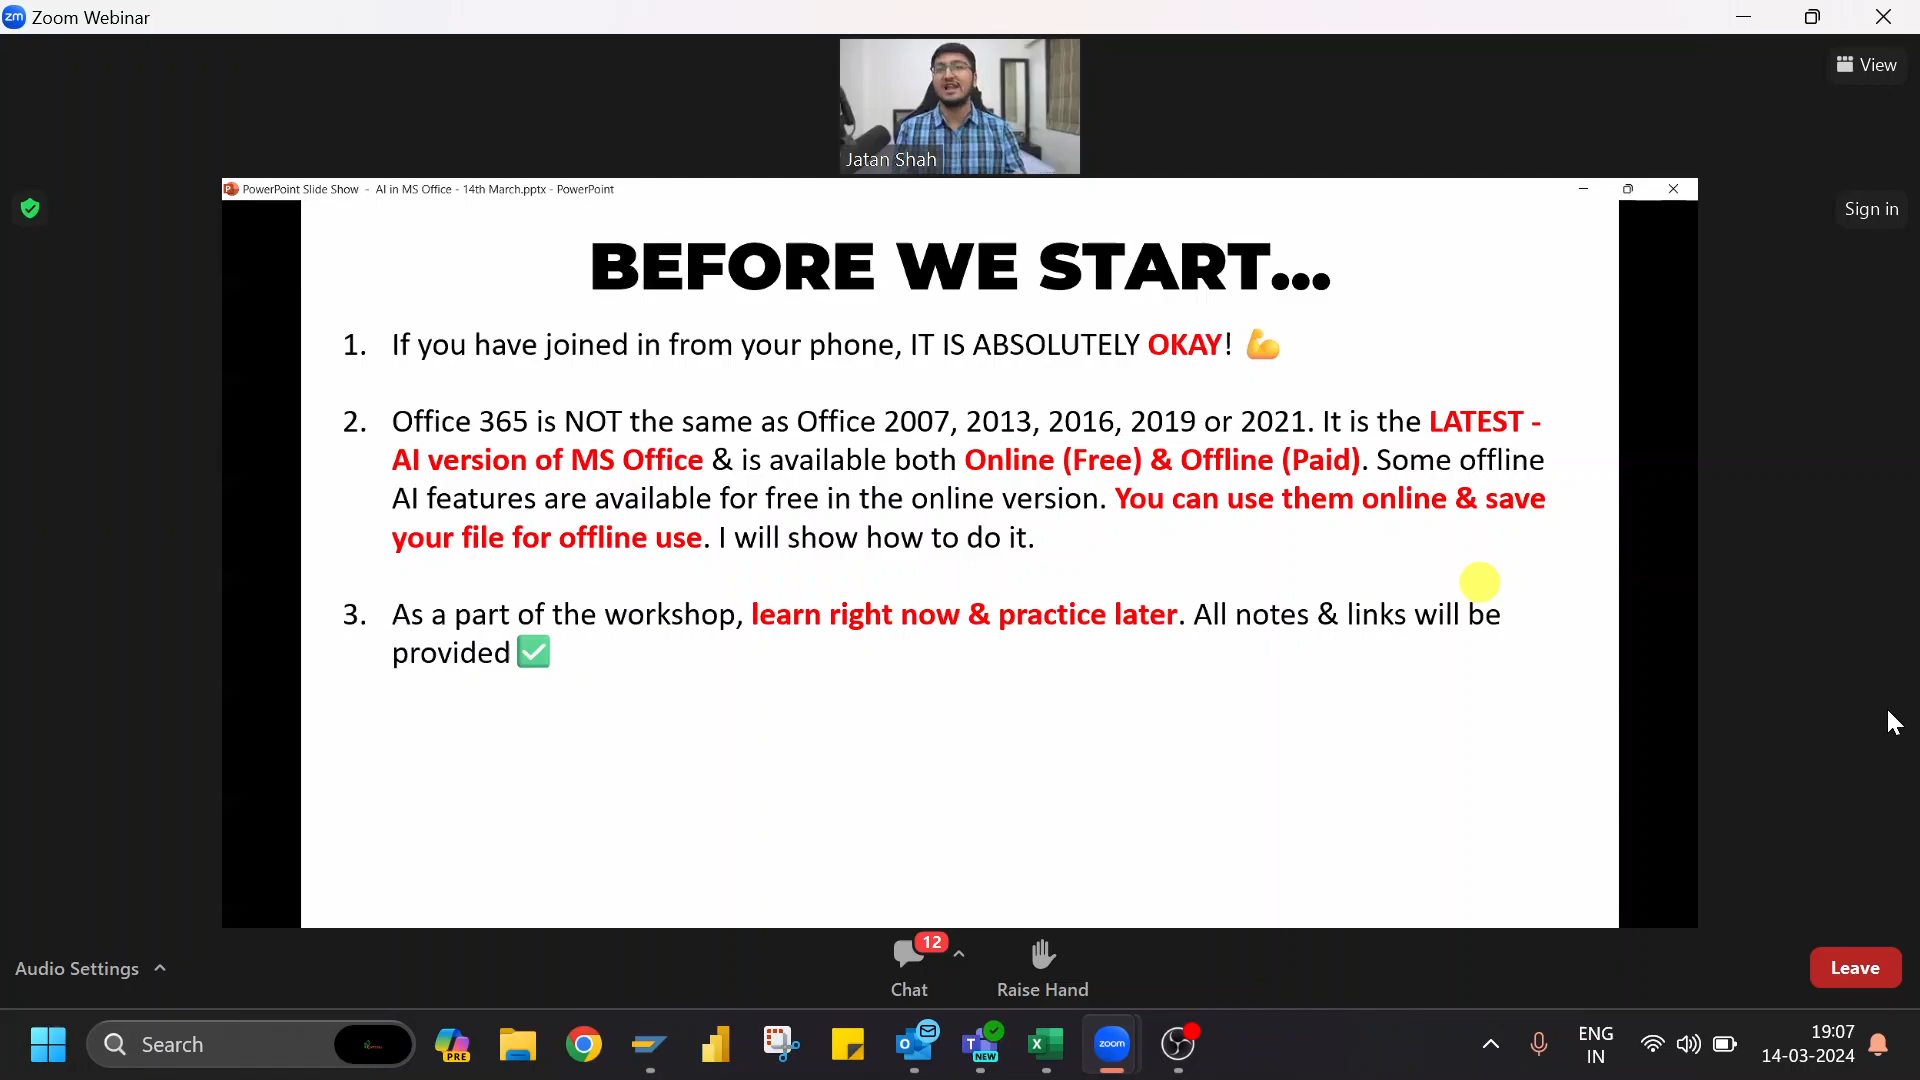 Zoom Webinar
View
Jatan Shah
PowerPoint Slide Show - AI in MS Office - 14th March.pptx - PowerPoint
Sign in
BEFORE WE START...
1. If you have joined in from your phone, IT IS ABSOLUTELY OKAY! 💪
2. Office 365 is NOT the same as Office 2007, 2013, 2016, 2019 or 2021. It is the LATEST -
AI version of MS Office & is available both Online (Free) & Offline (Paid). Some offline
AI features are available for free in the online version. You can use them online & save
your file for offline use. I will show how to do it.
3. As a part of the workshop, learn right now & practice later. All notes & links will be
provided ✅
Audio Settings
12
Chat
Raise Hand
Leave
Search
PRE
NEW
zoom
ENG
IN
19:07
14-03-2024